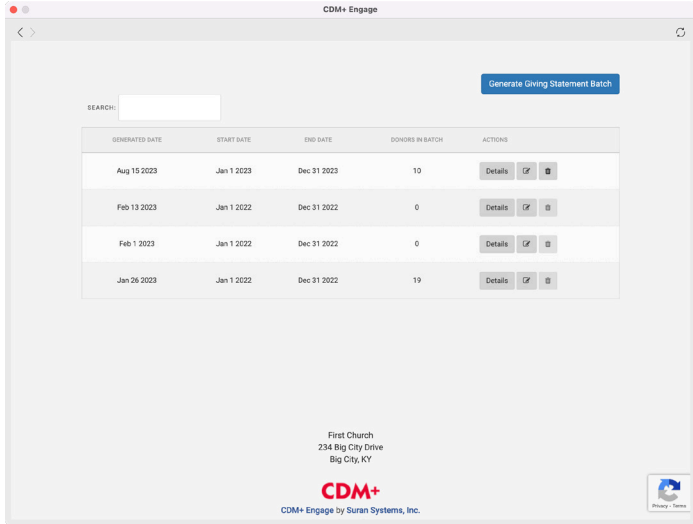 CDM+ Engage
Generate Giving Statement Batch
SEARCH:
GENERATED DATE START DATE END DATE DONORS IN BATCH ACTIONS
Aug 15 2023 Jan 1 2023 Dec 31 2023 10 Details
Feb 13 2023 Jan 1 2022 Dec 31 2022 0 Details
Feb 1 2023 Jan 1 2022 Dec 31 2022 0 Details
Jan 26 2023 Jan 1 2022 Dec 31 2022 19 Details
First Church
234 Big City Drive
Big City, KY
CDM+
CDM+ Engage by Suran Systems, Inc.
Privacy - Terms